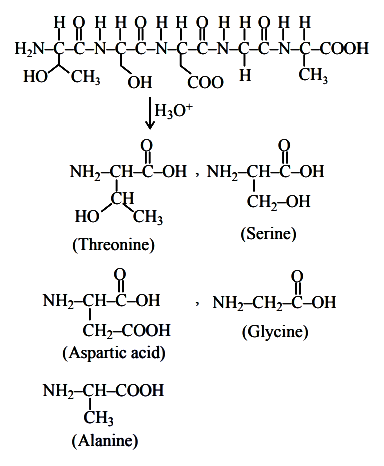 H O H H O H H O H H O H H
H₂N–C–N–C–N–C–N–C–N–COOH
HO CH₃ OH COO H CH₃
H₃O⁺
O O
NH₂–CH–C–OH , NH₂–CH–C–OH
CH CH₂–OH
HO CH₃
(Threonine) (Serine)
O O
NH₂–CH–C–OH , NH₂–CH₂–C–OH
CH₂–COOH
(Aspartic acid) (Glycine)
NH₂–CH–COOH
CH₃
(Alanine)